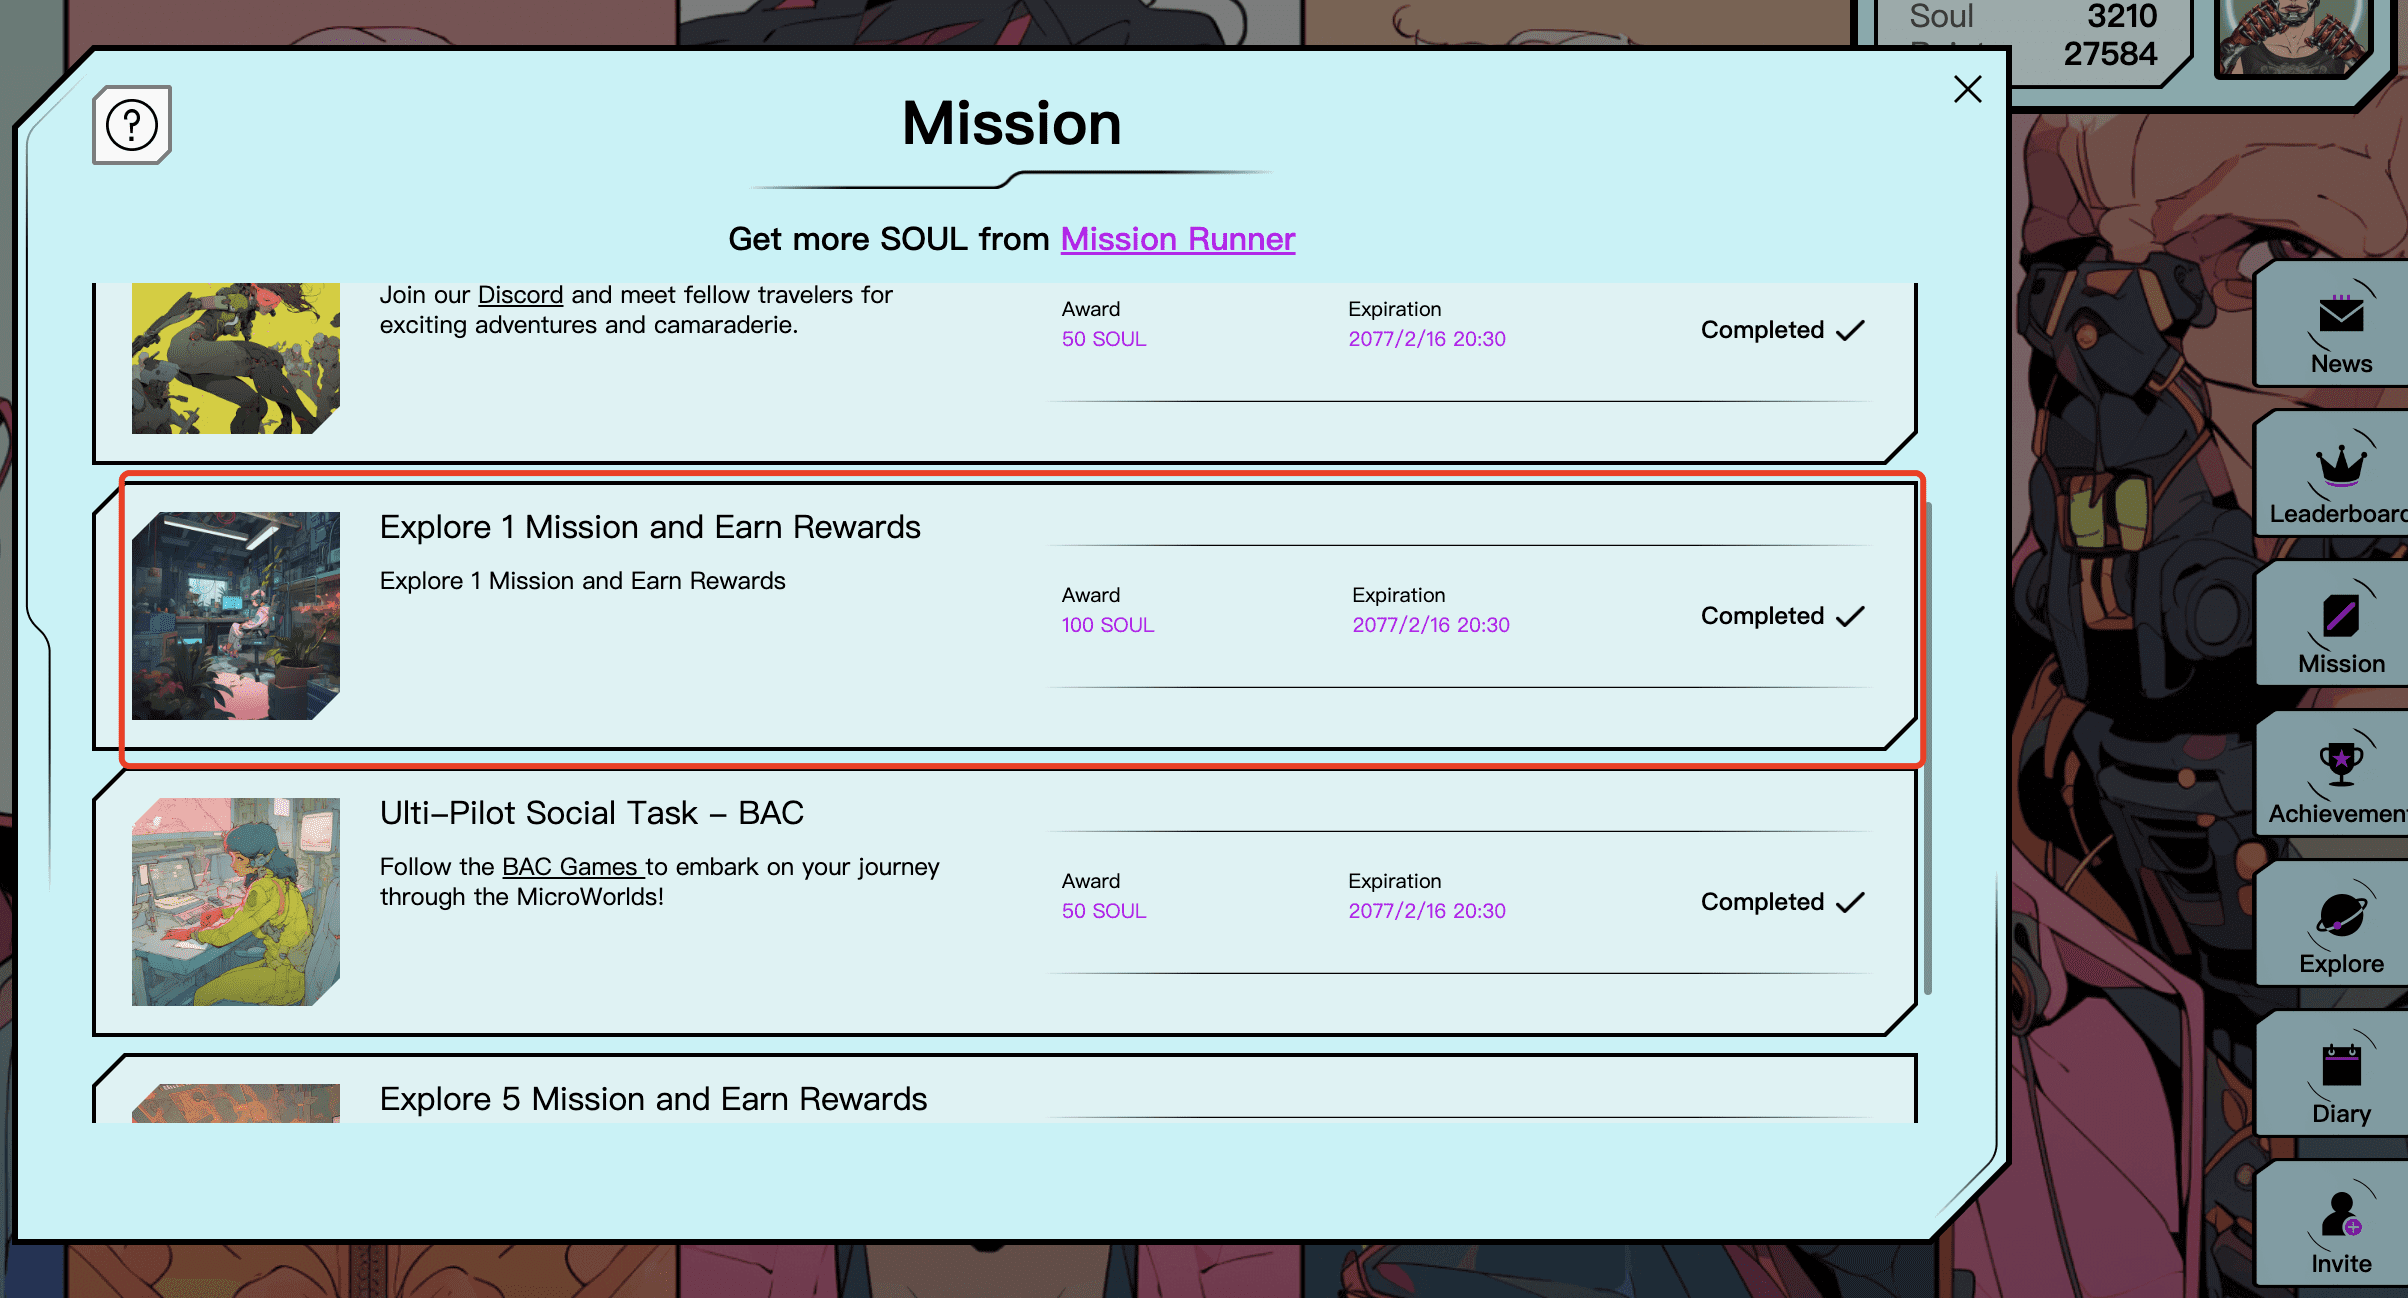 Soul 3210
27584
Mission
Get more SOUL from Mission Runner
Join our Discord and meet fellow travelers for
exciting adventures and camaraderie.
Award
50 SOUL
Expiration
2077/2/16 20:30
Completed
Explore 1 Mission and Earn Rewards
Explore 1 Mission and Earn Rewards
Award
100 SOUL
Expiration
2077/2/16 20:30
Completed
Ulti-Pilot Social Task - BAC
Follow the BAC Games to embark on your journey
through the MicroWorlds!
Award
50 SOUL
Expiration
2077/2/16 20:30
Completed
Explore 5 Mission and Earn Rewards
News
Leaderboard
Mission
Achievement
Explore
Diary
Invite